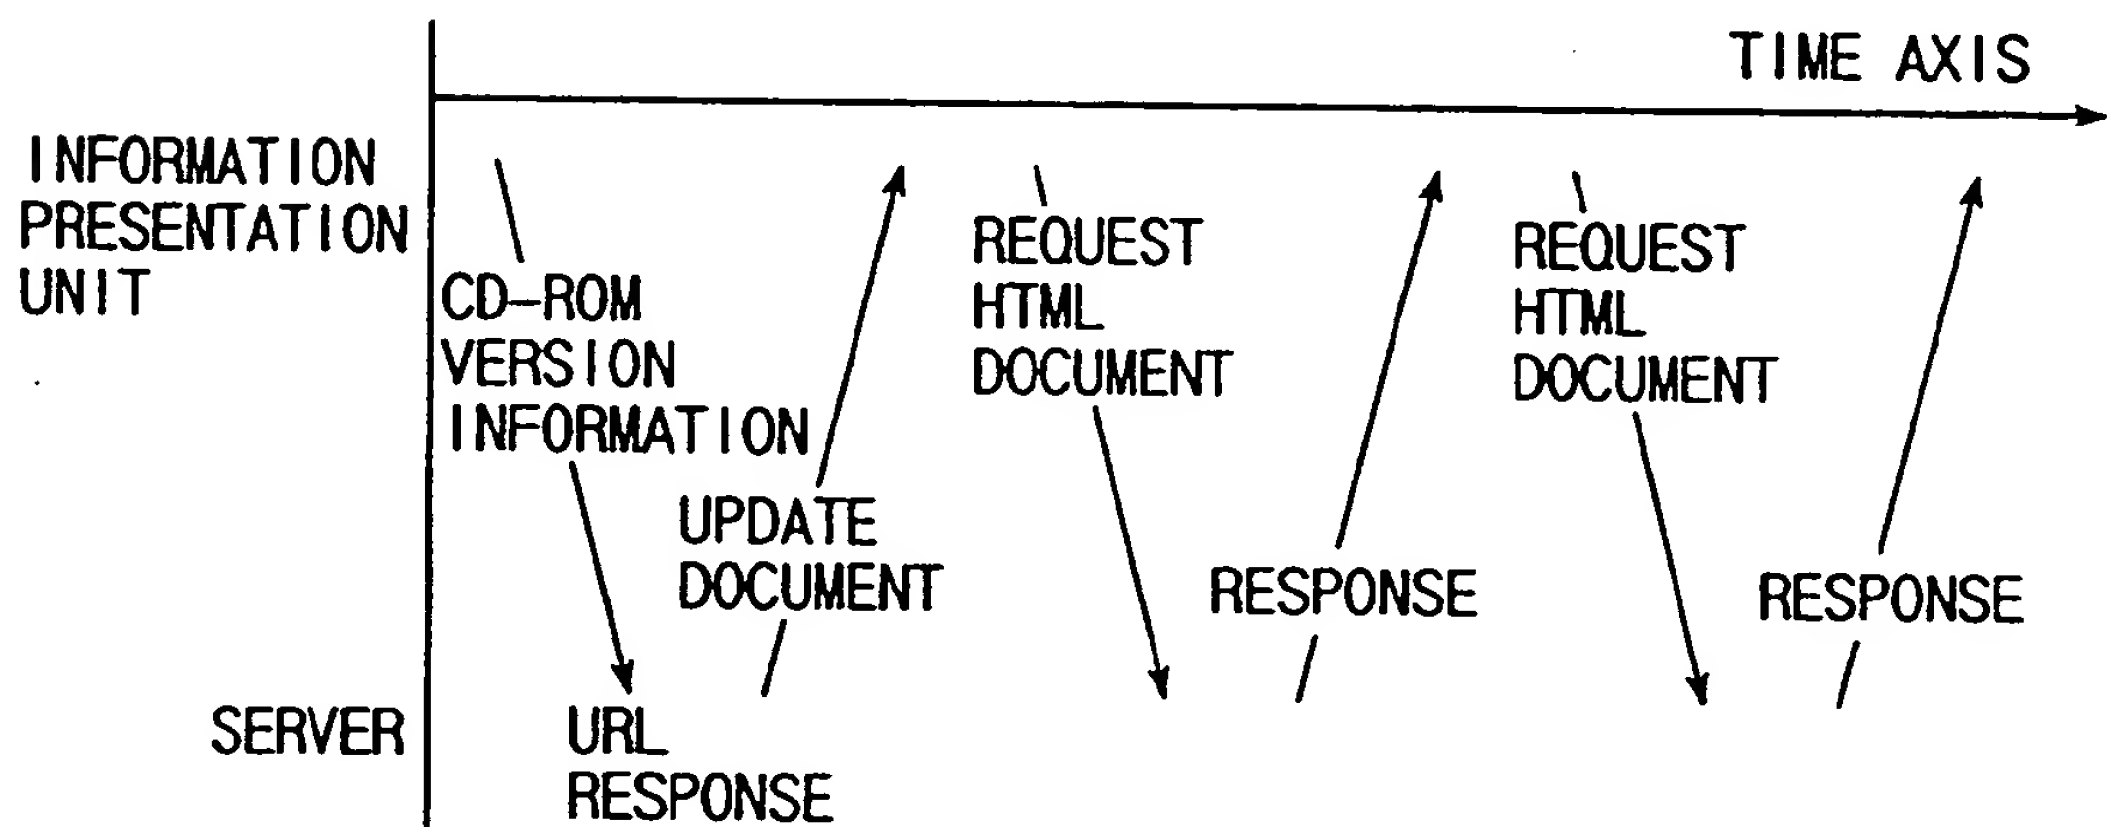 TIME AXIS
INFORMATION
PRESENTATION
UNIT
CD-ROM
VERSION
INFORMATION
UPDATE
DOCUMENT
REQUEST
HTML
DOCUMENT
RESPONSE
REQUEST
HTML
DOCUMENT
RESPONSE
SERVER
URL
RESPONSE